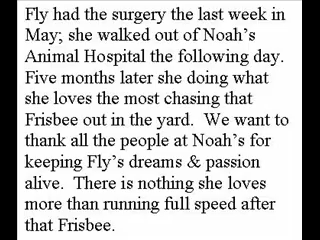 Fly had the surgery the last week in
May; she walked out of Noah's
Animal Hospital the following day.
Five months later she doing what
she loves the most chasing that
Frisbee out in the yard.  We want to
thank all the people at Noah's for
keeping Fly's dreams & passion
alive.  There is nothing she loves
more than running full speed after
that Frisbee.